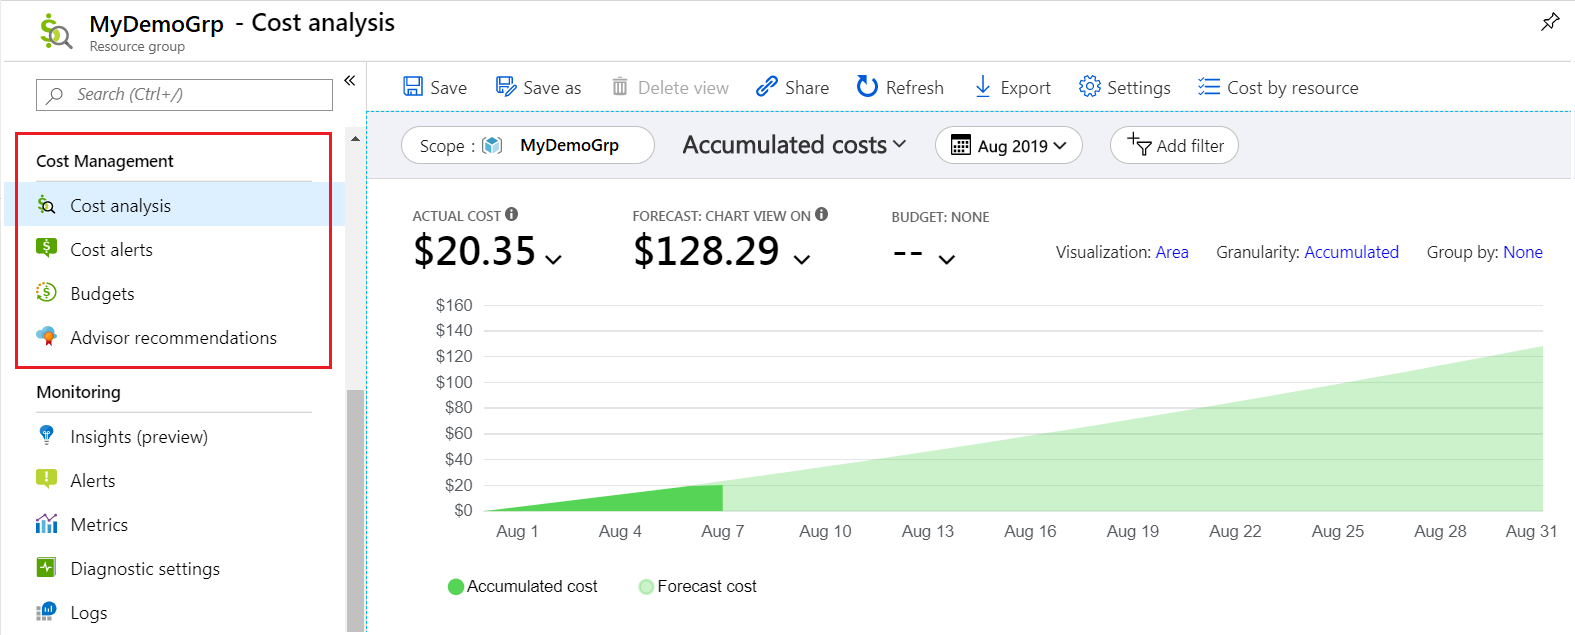 MyDemoGrp - Cost analysis
Resource group
Search (Ctrl+/)
«
Cost Management
Cost analysis
Cost alerts
Budgets
Advisor recommendations
Monitoring
Insights (preview)
Alerts
Metrics
Diagnostic settings
Logs
Save Save as Delete view Share Refresh Export Settings Cost by resource
Scope : MyDemoGrp Accumulated costs Aug 2019 Add filter
ACTUAL COST FORECAST: CHART VIEW ON BUDGET: NONE
$20.35 $128.29 --
Visualization: Area Granularity: Accumulated Group by: None
$160
$140
$120
$100
$80
$60
$40
$20
$0
Aug 1 Aug 4 Aug 7 Aug 10 Aug 13 Aug 16 Aug 19 Aug 22 Aug 25 Aug 28 Aug 31
Accumulated cost Forecast cost